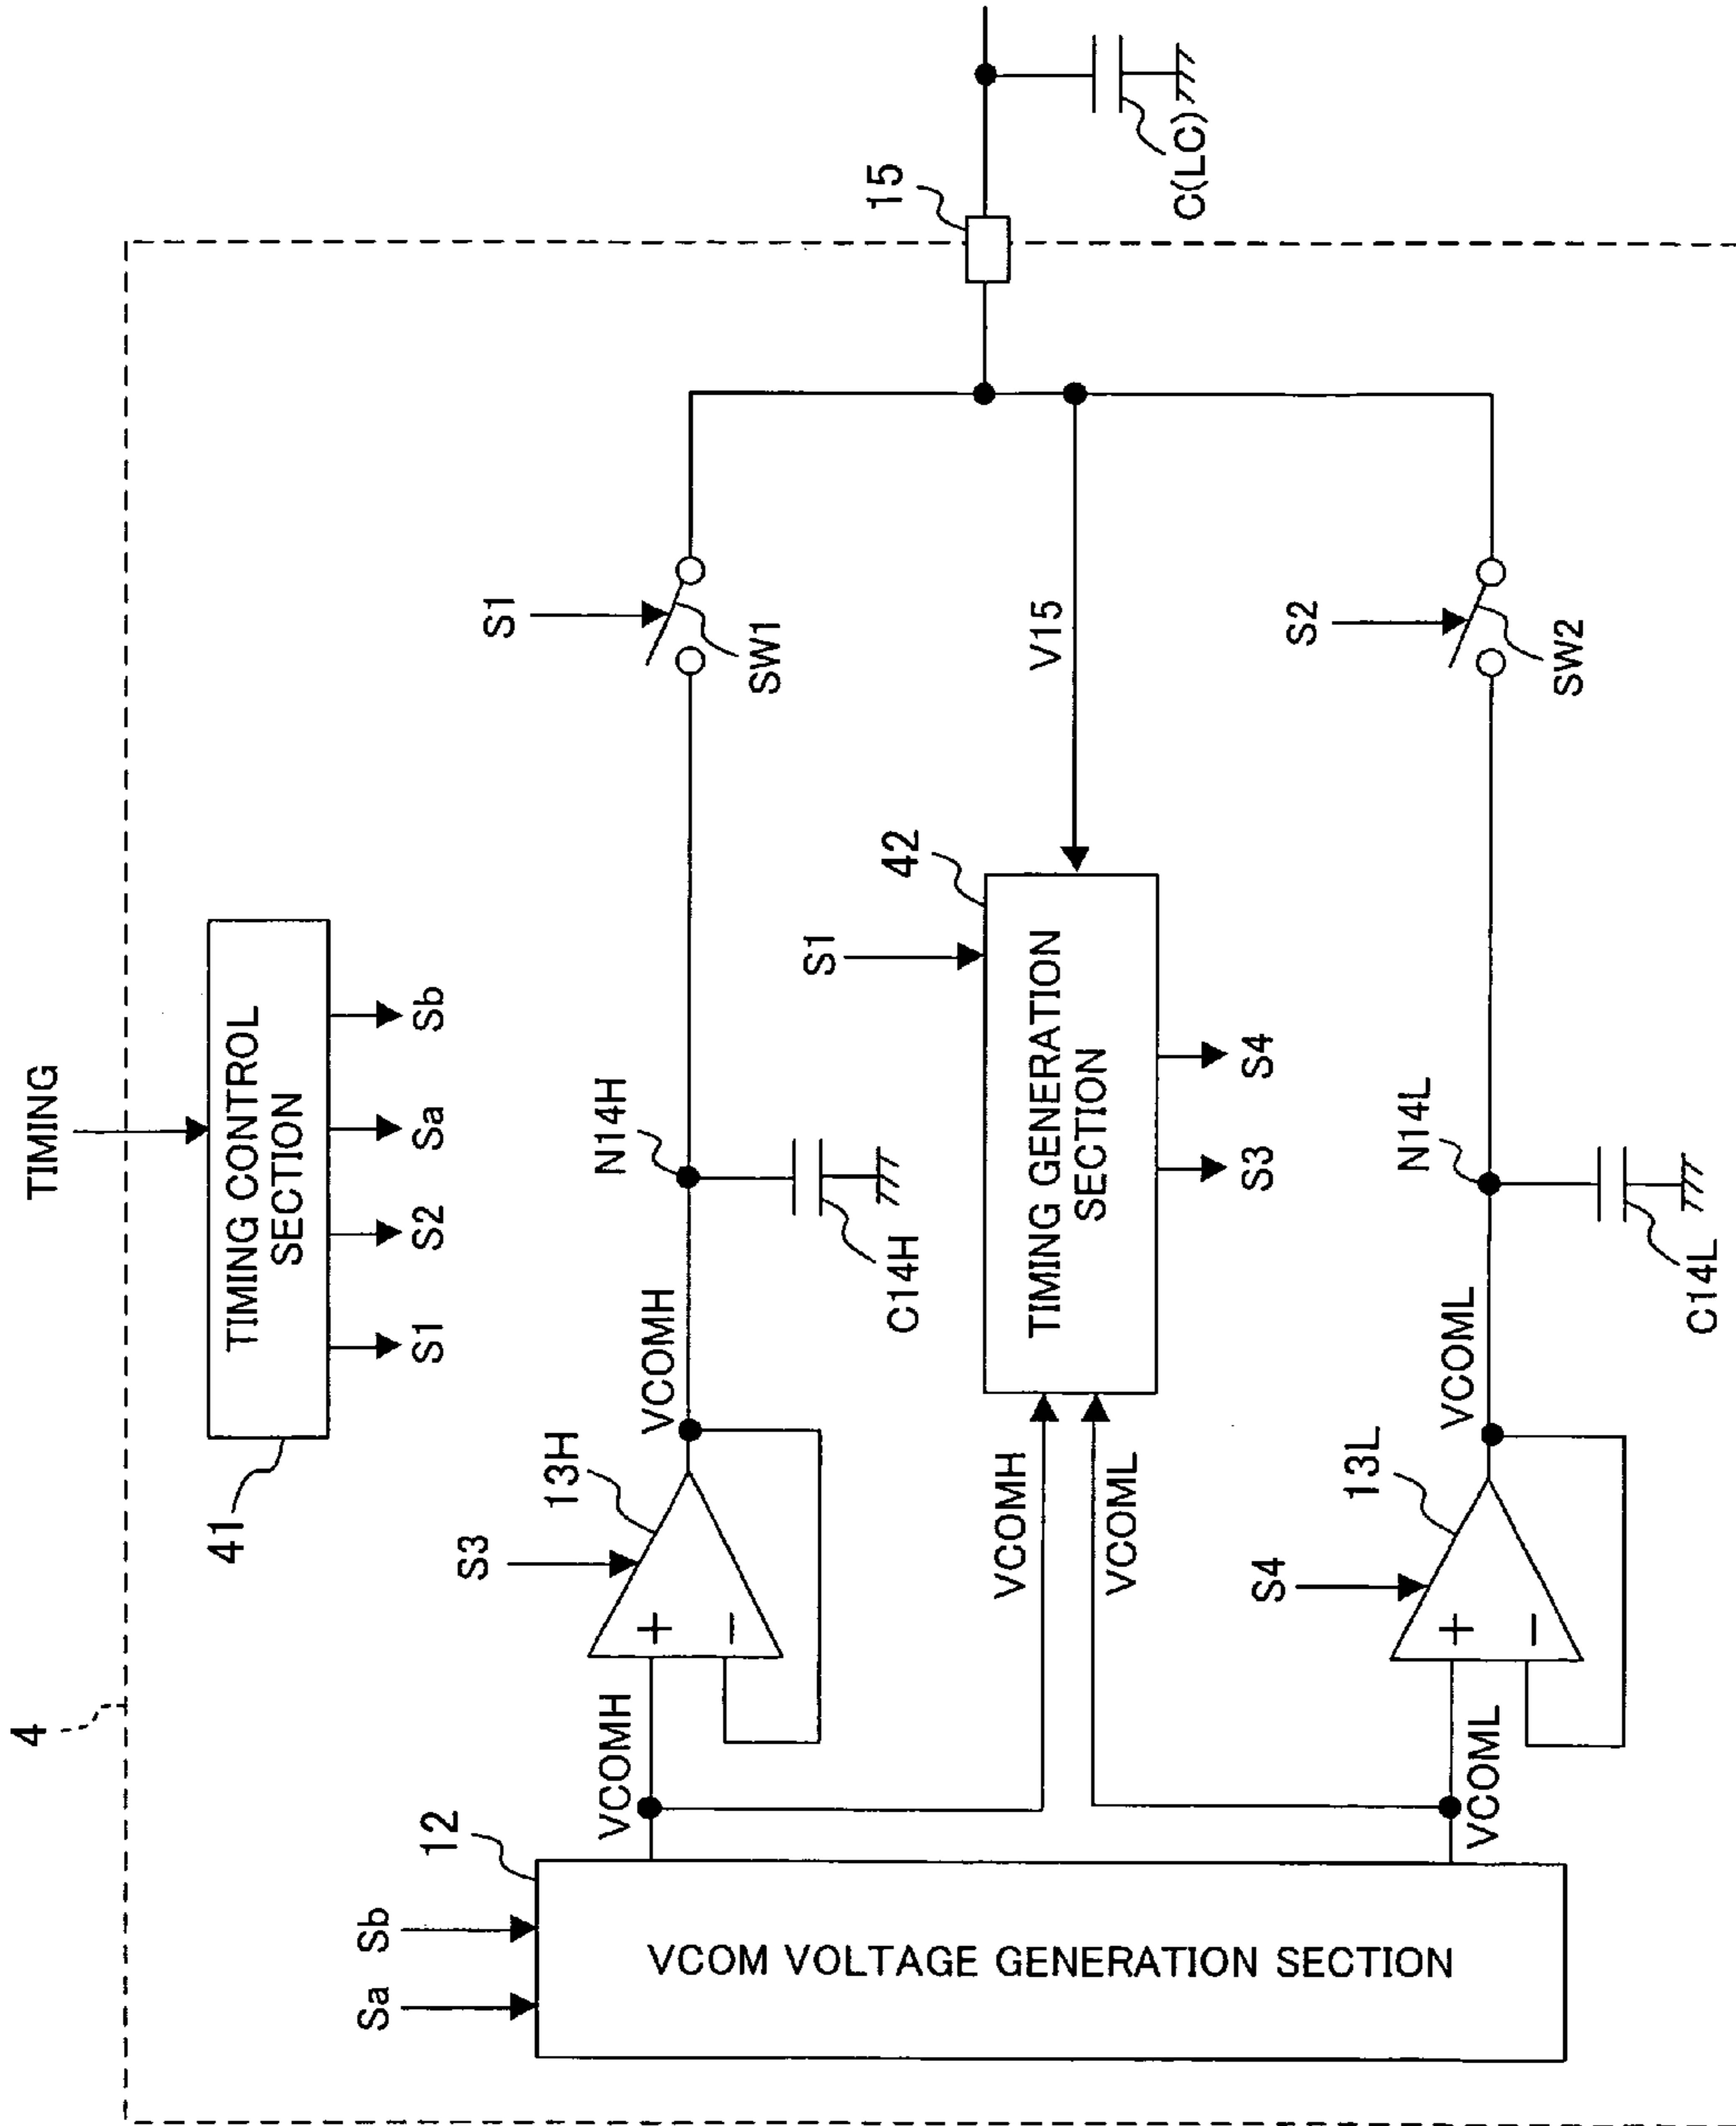 4
TIMING
41
TIMING CONTROL
SECTION
S1
S2
Sa
Sb
Sa
Sb
12
VCOM VOLTAGE GENERATION SECTION
VCOMH
S3
13H
+
−
VCOMH
N14H
C14H
S1
SW1
VCOMH
VCOML
S1
42
TIMING GENERATION
SECTION
S3
S4
V15
15
C(LC)
VCOML
S4
13L
+
−
VCOML
N14L
C14L
S2
SW2